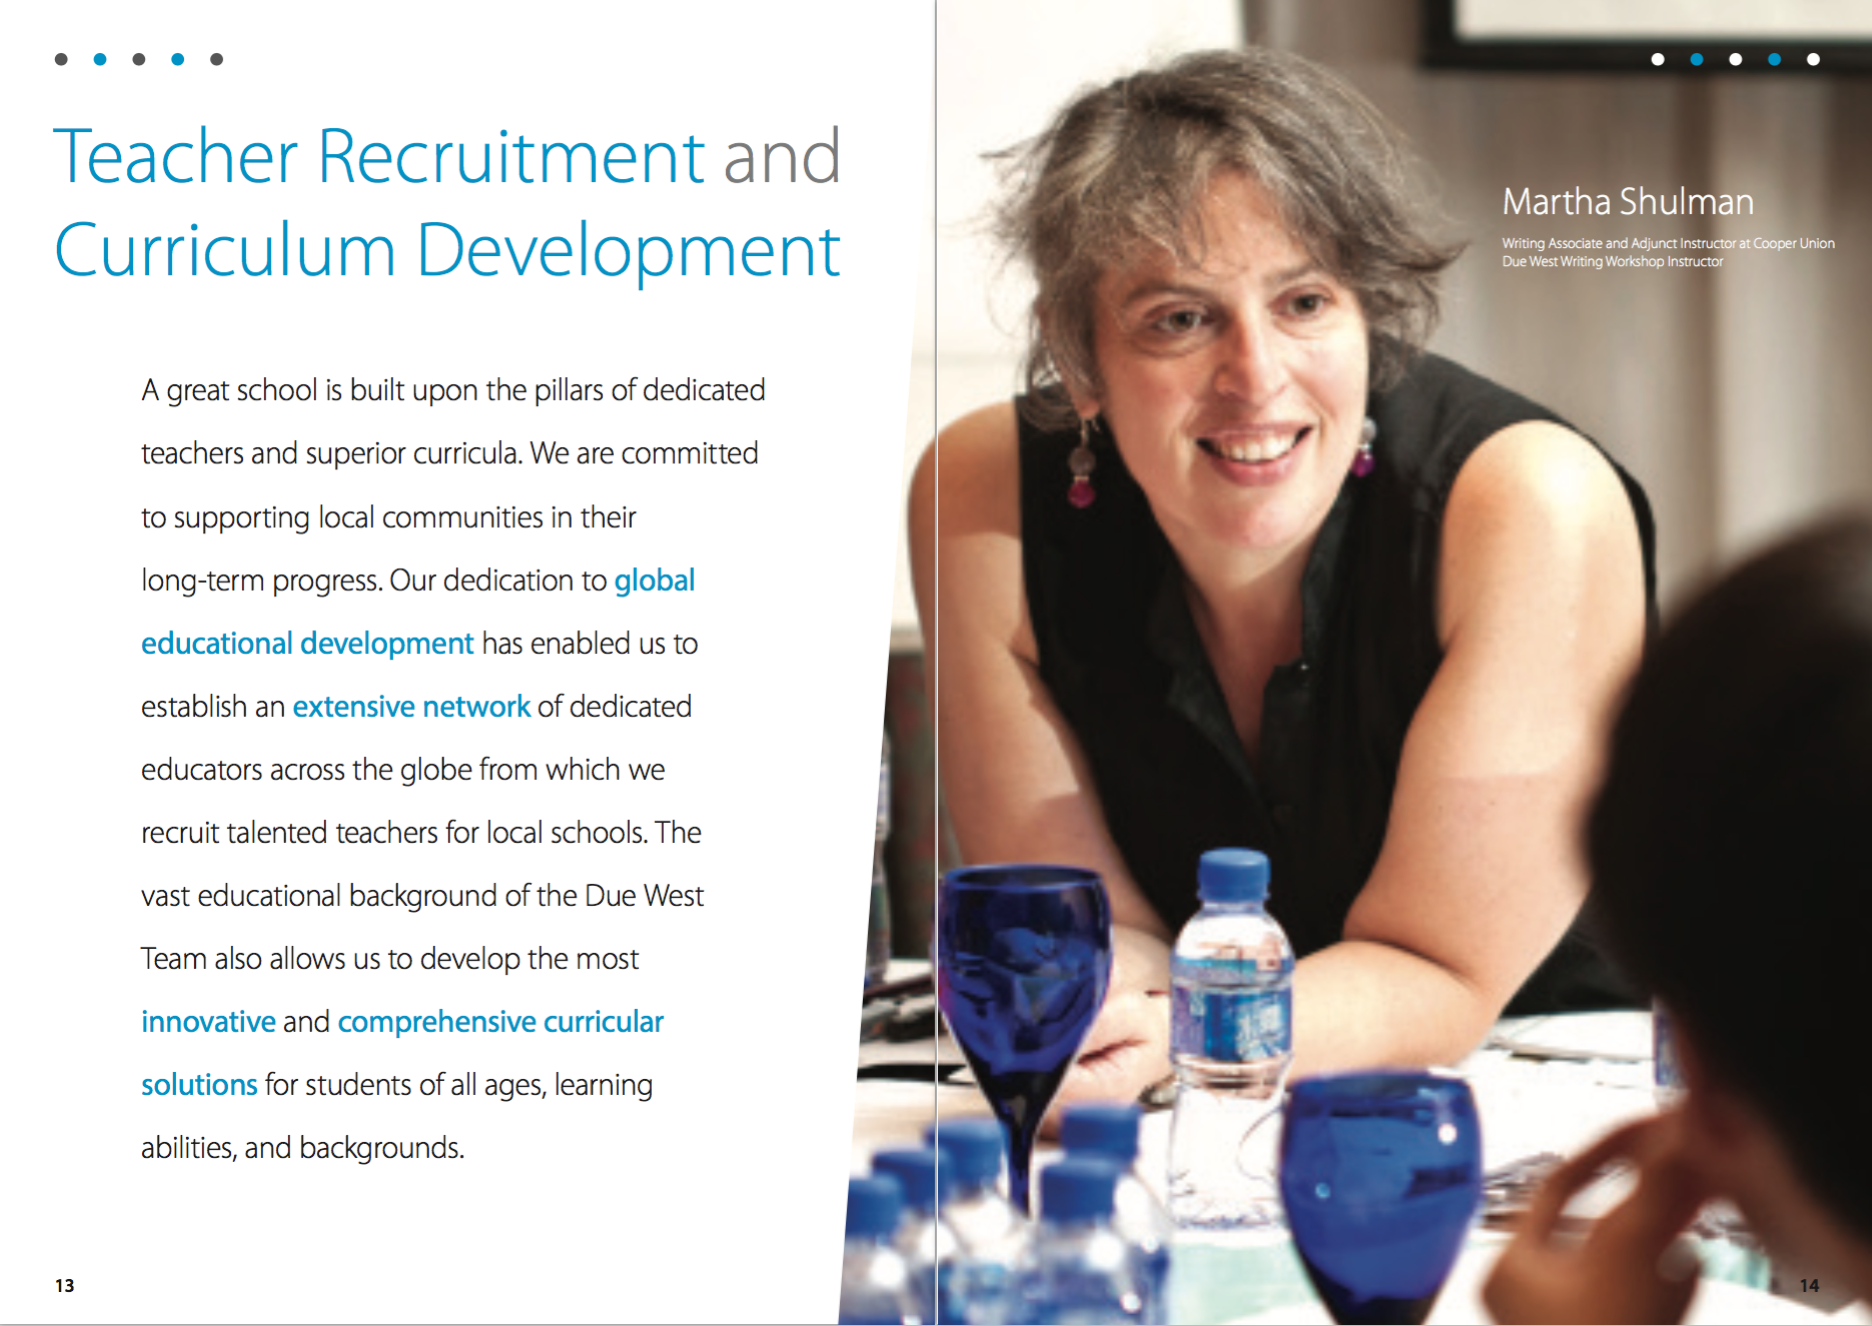 Teacher Recruitment and
Curriculum Development
A great school is built upon the pillars of dedicated
teachers and superior curricula. We are committed
to supporting local communities in their
long-term progress. Our dedication to global
educational development has enabled us to
establish an extensive network of dedicated
educators across the globe from which we
recruit talented teachers for local schools. The
vast educational background of the Due West
Team also allows us to develop the most
innovative and comprehensive curricular
solutions for students of all ages, learning
abilities, and backgrounds.
13
Martha Shulman
Writing Associate and Adjunct Instructor at Cooper Union
Due West Writing Workshop Instructor
14